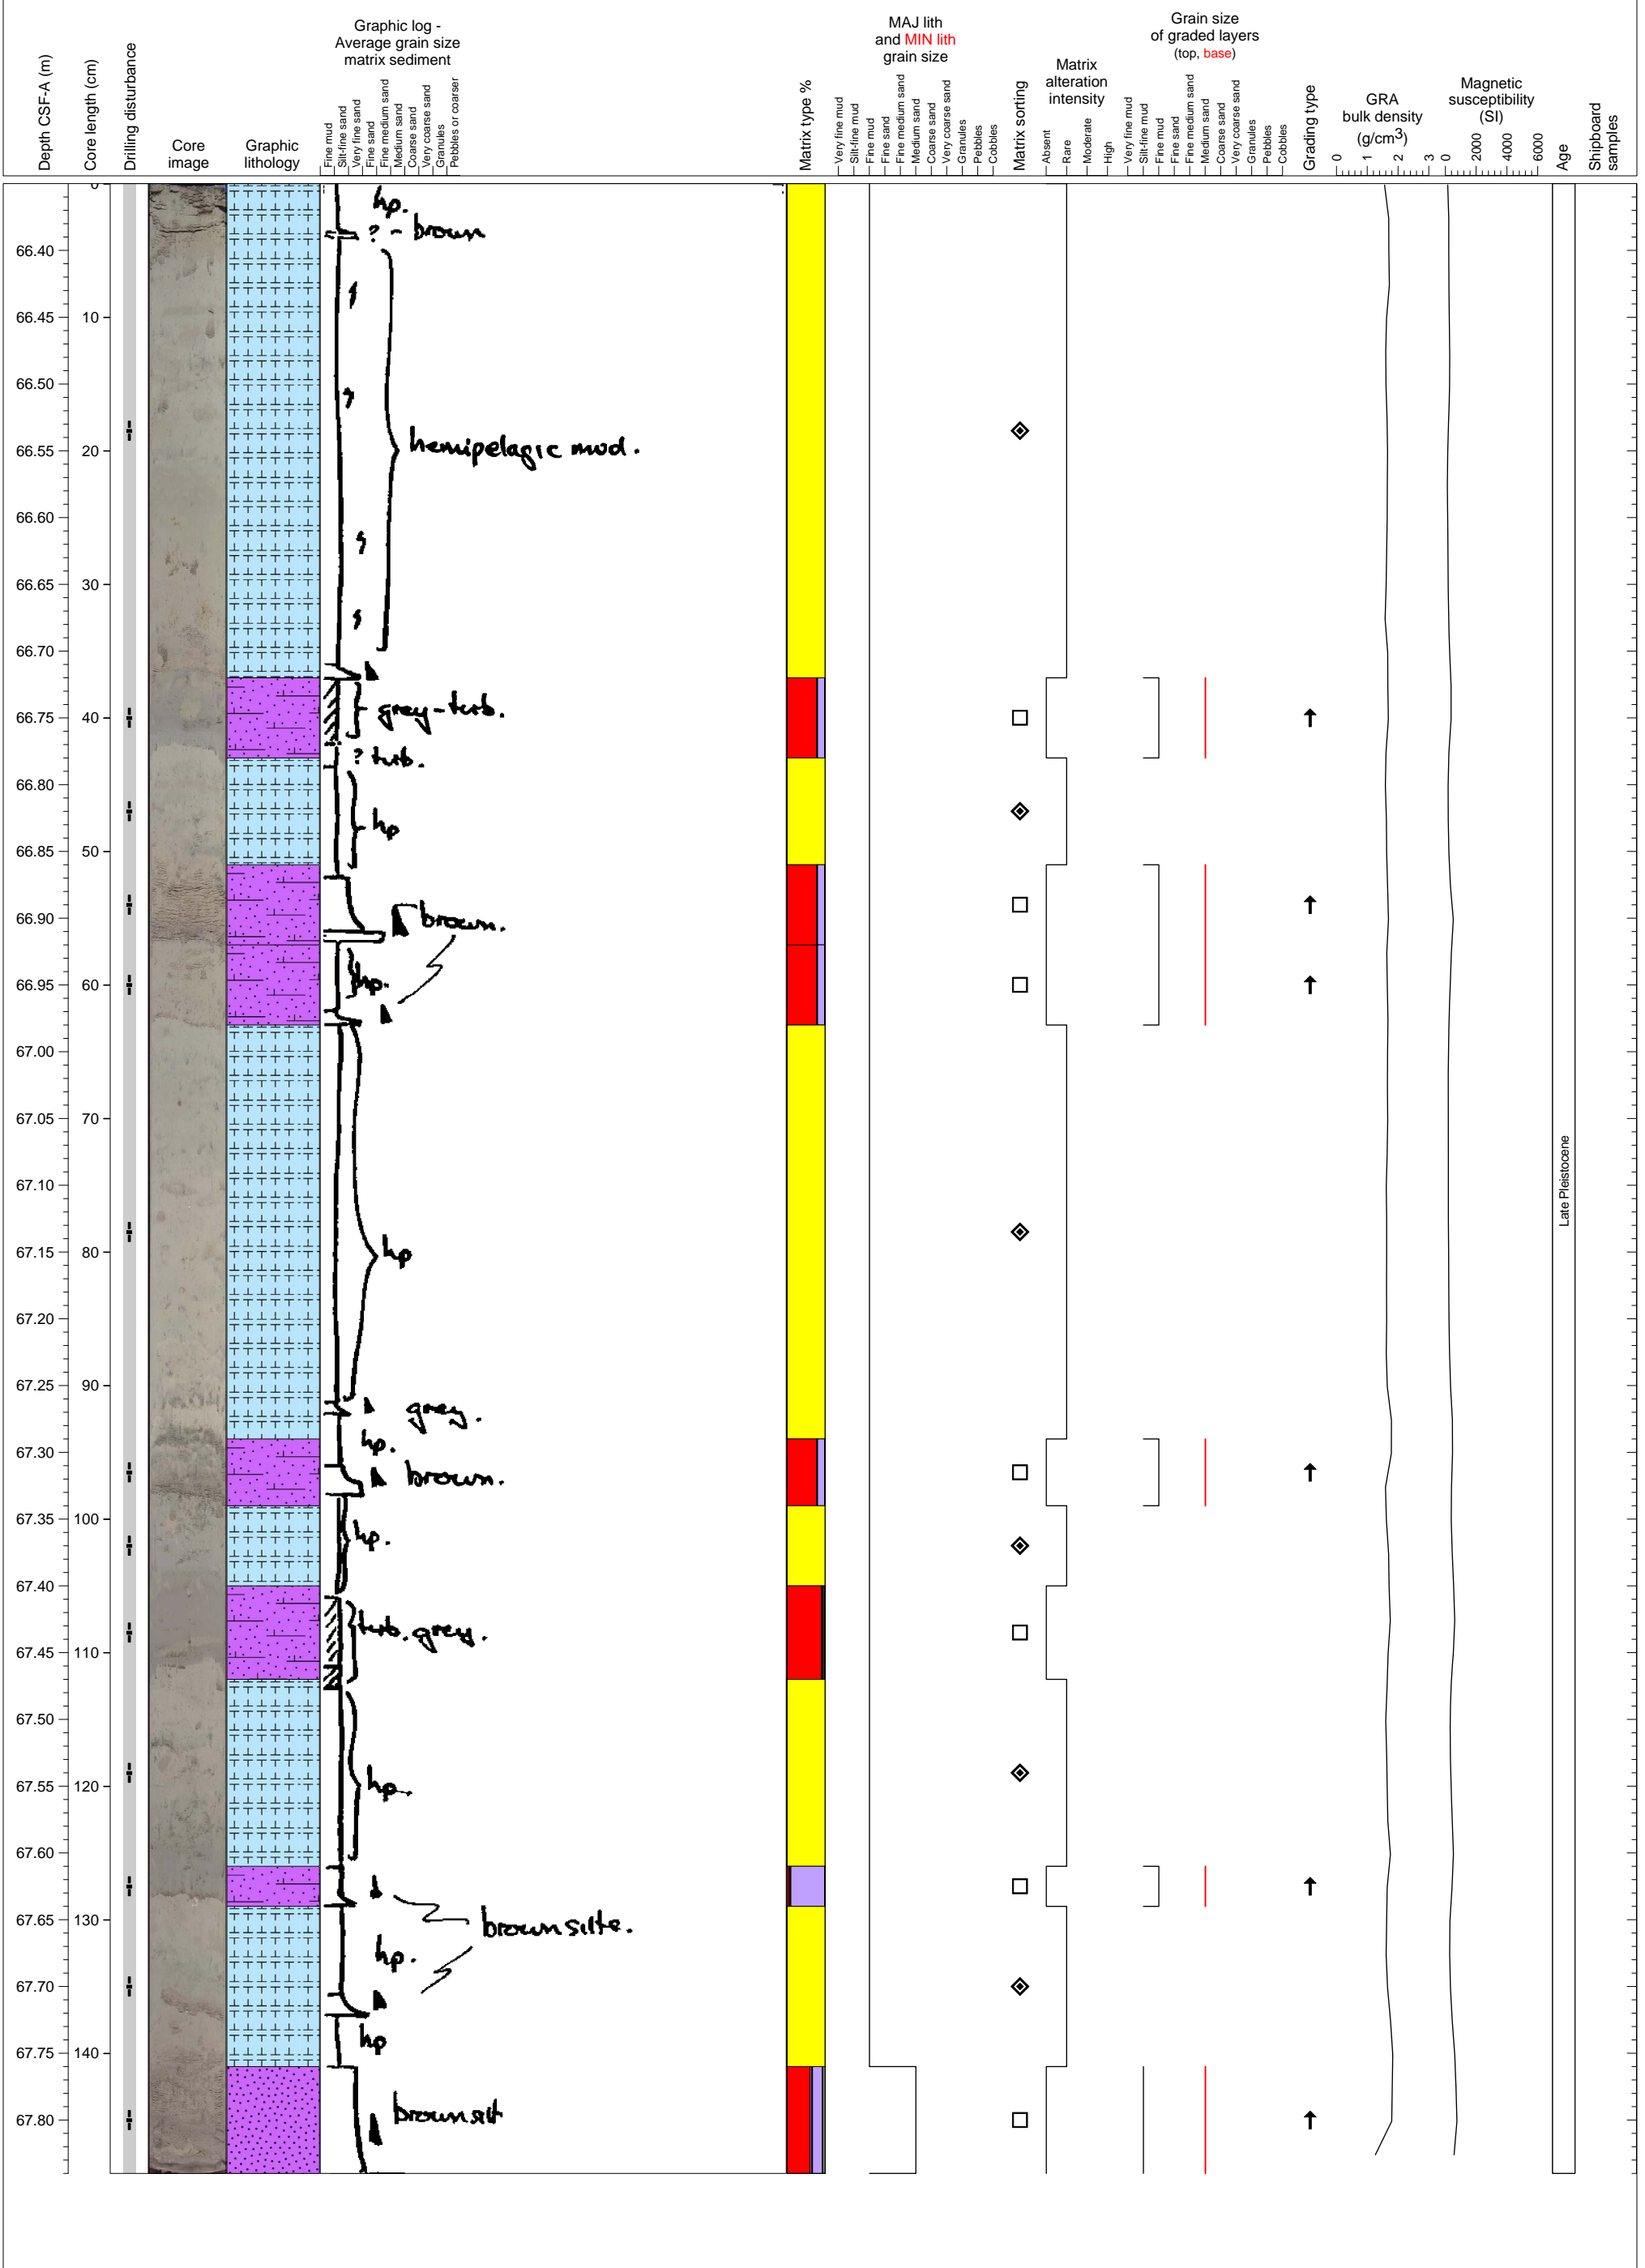 Depth CSF-A (m)
Core length (cm)
Drilling disturbance
Core
image
Graphic
lithology
Graphic log -
Average grain size
matrix sediment
Fine mud
Silt-fine sand
Very fine sand
Fine sand
Fine medium sand
Medium sand
Coarse sand
Very coarse sand
Granules
Pebbles or coarser
Matrix type %
MAJ lith
and MIN lith
grain size
Very fine mud
Silt-fine mud
Fine mud
Fine sand
Fine medium sand
Medium sand
Coarse sand
Very coarse sand
Granules
Pebbles
Cobbles
Matrix sorting
Matrix
alteration
intensity
Absent
Rare
Moderate
High
Grain size
of graded layers
(top, base)
Very fine mud
Silt-fine mud
Fine mud
Fine sand
Fine medium sand
Medium sand
Coarse sand
Very coarse sand
Granules
Pebbles
Cobbles
Grading type
GRA
bulk density
(g/cm3)
0 1 2 3
Magnetic
susceptibility
(SI)
0 2000 4000 6000
Age
Shipboard
samples
0
hp.
? - brown
66.40
66.45 10
66.50
66.55 20
hemipelagic mud.
66.60
66.65 30
66.70
grey-turb.
66.75 40
? turb.
66.80
hp
66.85 50
66.90
brown.
66.95 60
hp.
67.00
67.05 70
67.10
Late Pleistocene
67.15 80
hp
67.20
67.25 90
grey.
hp.
67.30
brown.
67.35 100
hp.
67.40
turb. grey.
67.45 110
67.50
67.55 120
hp
67.60
67.65 130
brown silts.
hp.
67.70
hp
67.75 140
brown silt
67.80